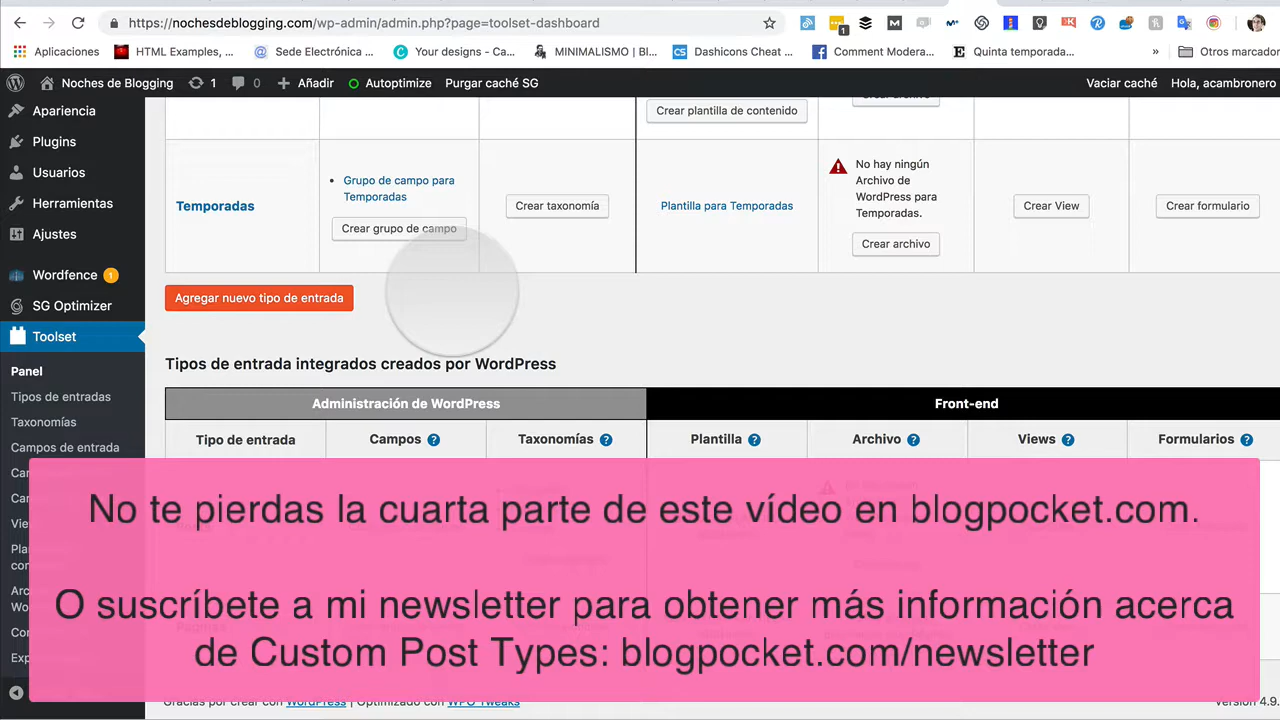 https://nochesdeblogging.com/wp-admin/admin.php?page=toolset-dashboard
1
Aplicaciones
HTML Examples, ...
Sede Electrónica ...
Your designs - Ca...
MINIMALISMO | Bl...
Dashicons Cheat ...
Comment Modera...
Quinta temporada...
»
Otros marcador
Noches de Blogging
1
0
Añadir
Autoptimize
Purgar caché SG
Vaciar caché
Hola, acambronero
Apariencia
Plugins
Usuarios
Herramientas
Ajustes
Wordfence 1
SG Optimizer
Toolset
Panel
Tipos de entradas
Taxonomías
Campos de entrada
Crear plantilla de contenido
Temporadas
Grupo de campo para
Temporadas
Crear grupo de campo
Crear taxonomía
Plantilla para Temporadas
No hay ningún
Archivo de
WordPress para
Temporadas.
Crear archivo
Crear View
Crear formulario
Agregar nuevo tipo de entrada
Tipos de entrada integrados creados por WordPress
Administración de WordPress
Front-end
Tipo de entrada
Campos ?
Taxonomías ?
Plantilla ?
Archivo ?
Views ?
Formularios ?
No te pierdas la cuarta parte de este vídeo en blogpocket.com.
O suscríbete a mi newsletter para obtener más información acerca
de Custom Post Types: blogpocket.com/newsletter
Gracias por crear con WordPress | Optimizado con WPO Tweaks
Versión 4.9.